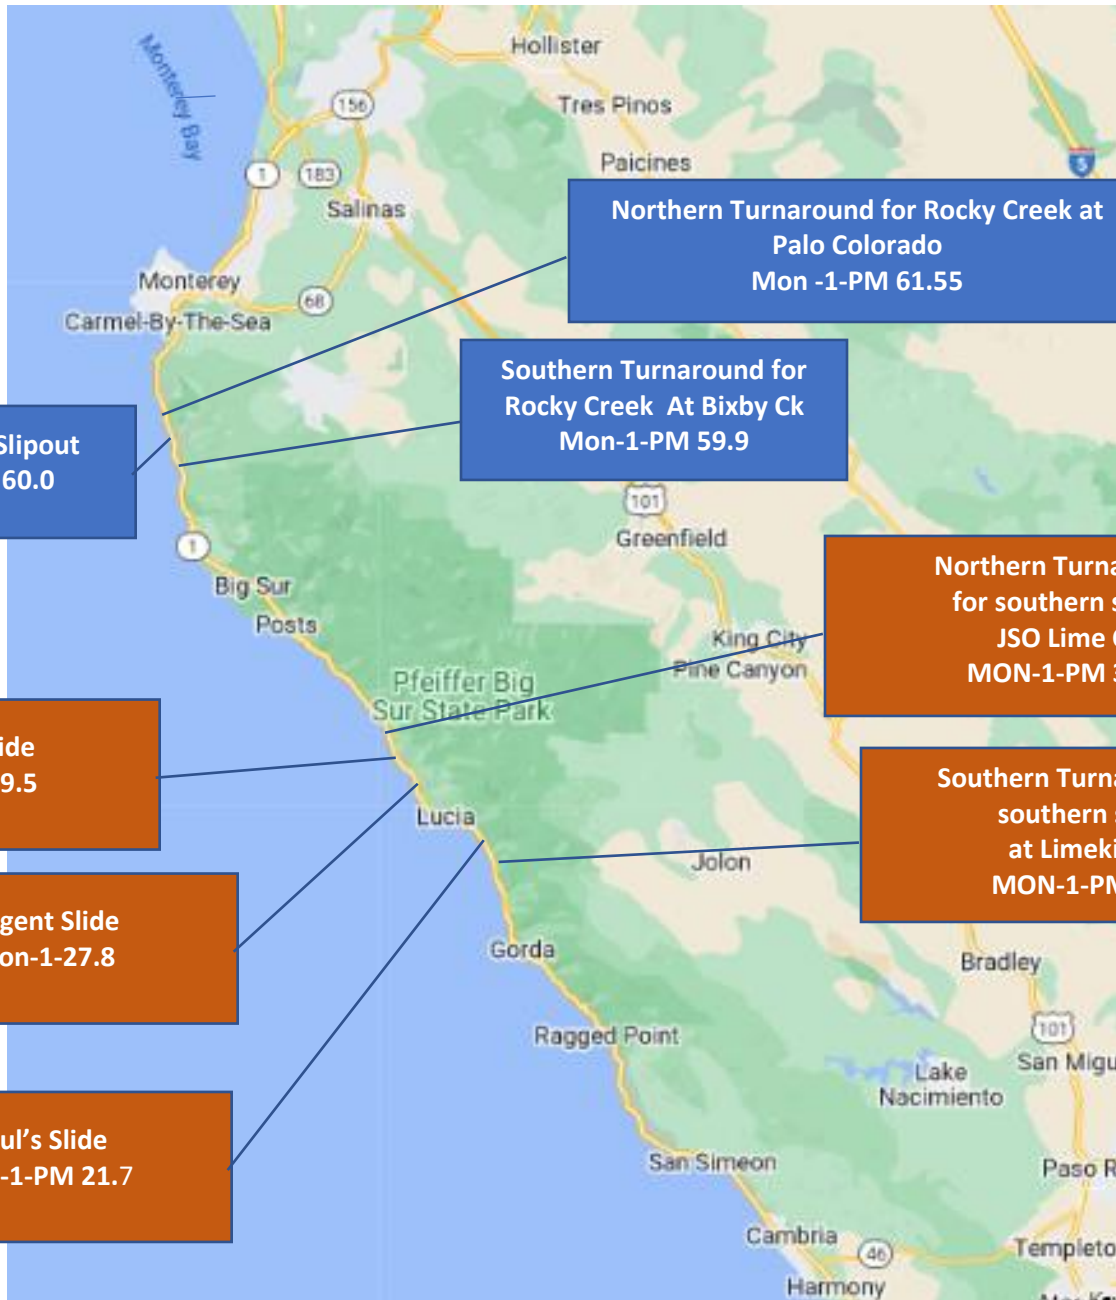 Hollister
Monterey Bay
156
Tres Pinos
Paicines
5
1
183
Salinas
Northern Turnaround for Rocky Creek at
Palo Colorado
Mon -1-PM 61.55
Monterey
68
Carmel-By-The-Sea
Southern Turnaround for
Rocky Creek At Bixby Ck
Mon-1-PM 59.9
Slipout
60.0
101
Greenfield
1
Big Sur
Posts
Northern Turna
for southern s
JSO Lime
MON-1-PM
King City
Pine Canyon
Pfeiffer Big
Sur State Park
ide
9.5
Southern Turna
southern s
at Limeki
MON-1-PM
Lucia
Jolon
gent Slide
on-1-27.8
Gorda
Bradley
101
Ragged Point
San Migu
Lake
Nacimiento
ul's Slide
-1-PM 21.7
San Simeon
Paso R
Cambria
46
Templeto
Harmony